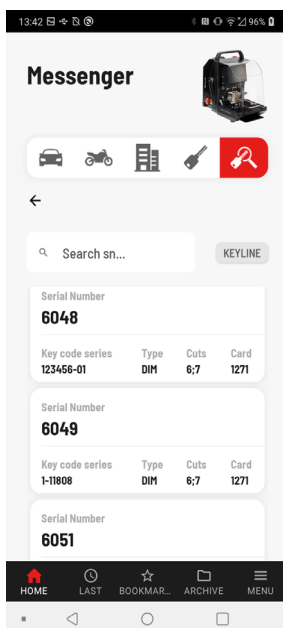 13:42 96%
Messenger
Search sn...
KEYLINE
Serial Number
6048
Key code series Type Cuts Card
123456-01 DIM 6;7 1271
Serial Number
6049
Key code series Type Cuts Card
1-11808 DIM 6;7 1271
Serial Number
6051
HOME LAST BOOKMAR... ARCHIVE MENU